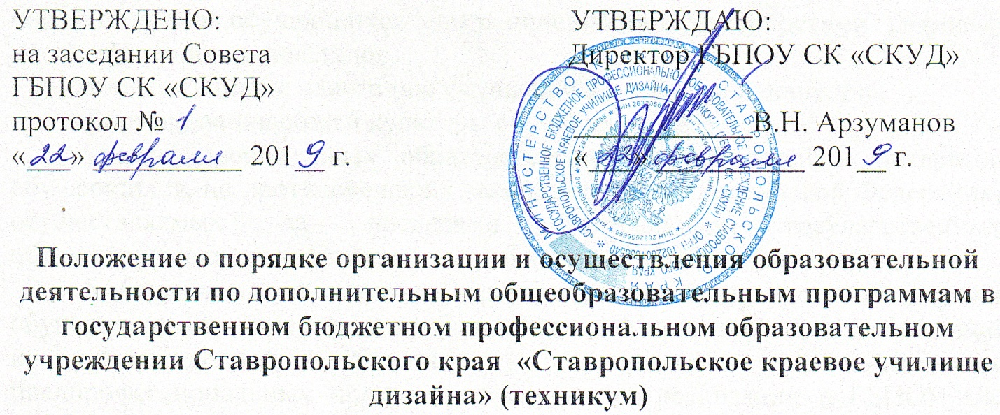 УТВЕРЖДЕНО:
на заседании Совета
ГБПОУ СК «СКУД»
протокол № 1
«22» февраля 2019 г.
УТВЕРЖДАЮ:
Директор ГБПОУ СК «СКУД»
В.Н. Арзуманов
«22» февраля 2019 г.
Положение о порядке организации и осуществления образовательной
деятельности по дополнительным общеобразовательным программам в
государственном бюджетном профессиональном образовательном
учреждении Ставропольского края «Ставропольское краевое училище
дизайна» (техникум)